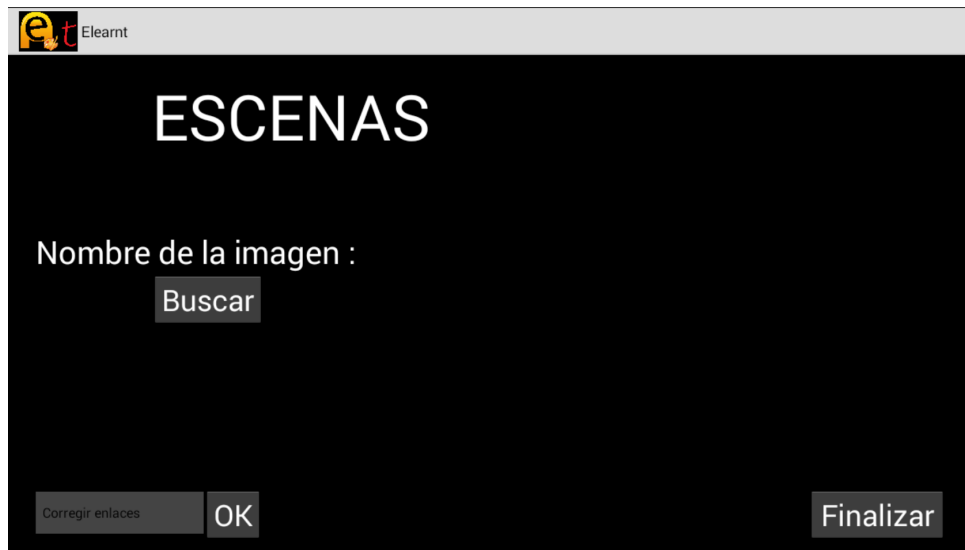 Elearnt
ESCENAS
Nombre de la imagen :
Buscar
Corregir enlaces
OK
Finalizar